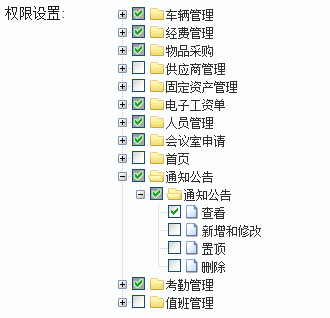 权限设置:
车辆管理
经费管理
物品采购
供应商管理
固定资产管理
电子工资单
人员管理
会议室申请
首页
通知公告
通知公告
查看
新增和修改
置顶
删除
考勤管理
值班管理